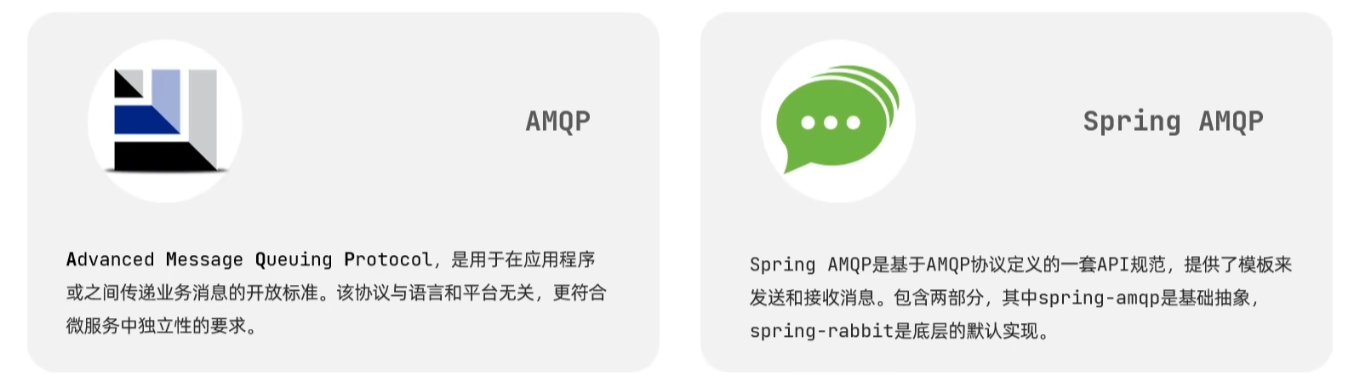 AMQP
Advanced Message Queuing Protocol，是用于在应用程序
或之间传递业务消息的开放标准。该协议与语言和平台无关，更符合
微服务中独立性的要求。
Spring AMQP
Spring AMQP是基于AMQP协议定义的一套API规范，提供了模板来
发送和接收消息。包含两部分，其中spring-amqp是基础抽象，
spring-rabbit是底层的默认实现。